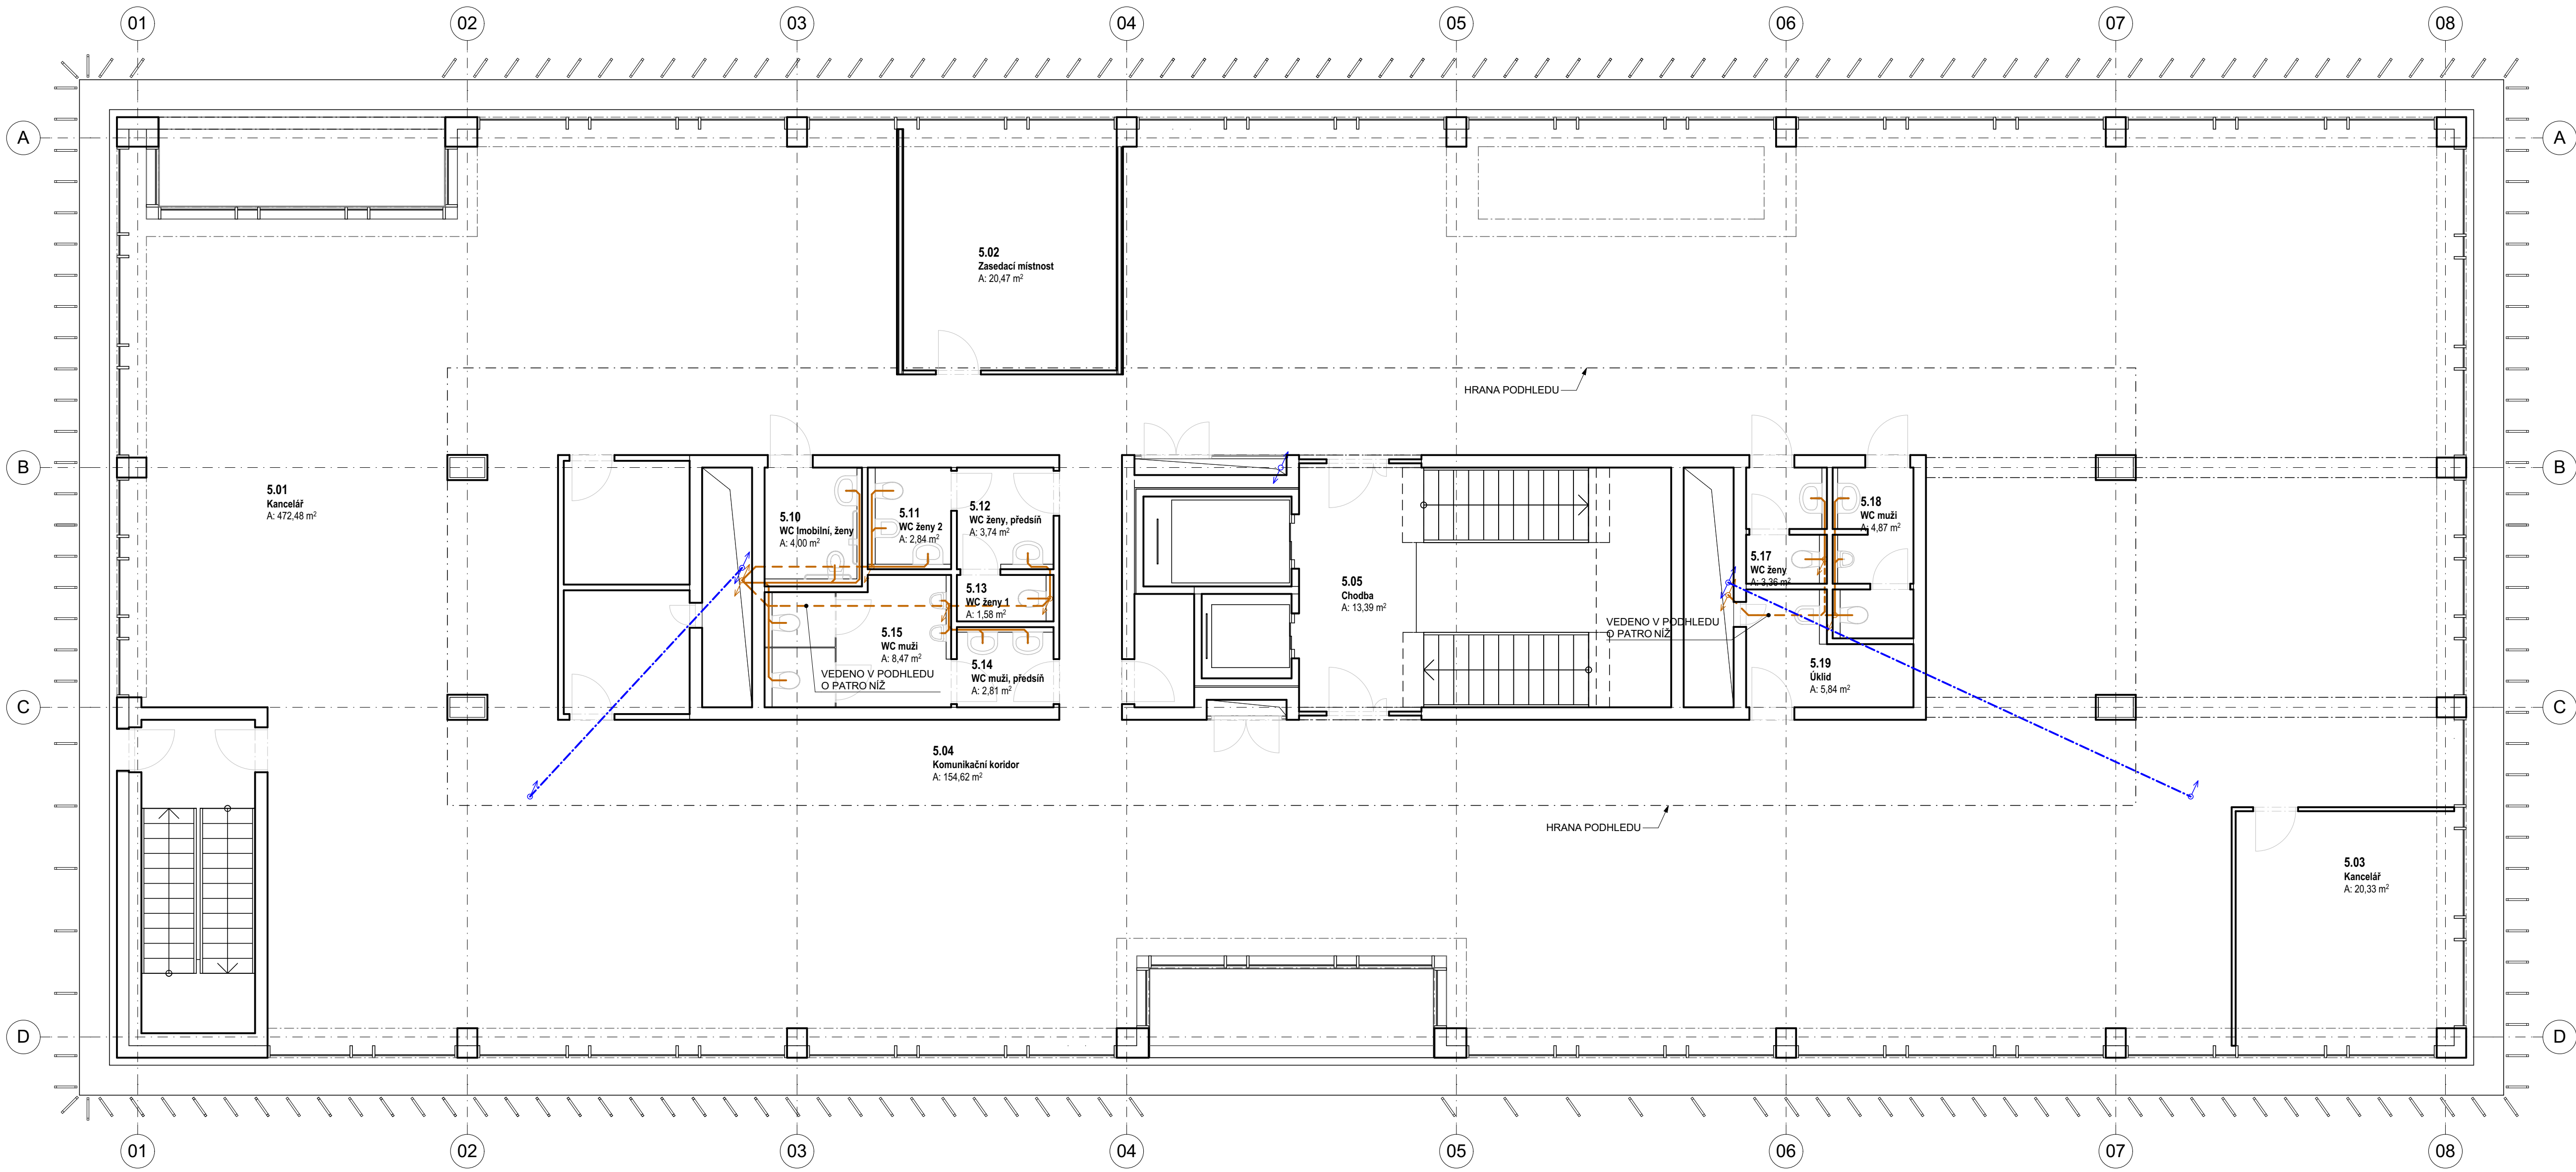 01
02
03
04
05
06
07
08
A
A
5.02
Zasedací místnost
A: 20,47 m²
HRANA PODHLEDU
B
B
5.01
Kancelář
A: 472,48 m²
5.10
WC Imobilní, ženy
A: 4,00 m²
5.11
WC ženy 2
A: 2,84 m²
5.12
WC ženy, předsíň
A: 3,74 m²
5.18
WC muži
A: 4,87 m²
5.17
WC ženy
A: 3,36 m²
5.13
WC ženy 1
A: 1,58 m²
5.05
Chodba
A: 13,39 m²
5.15
WC muži
A: 8,47 m²
VEDENO V PODHLEDU
O PATRO NÍŽ
5.14
WC muži, předsíň
A: 2,81 m²
VEDENO V PODHLEDU
O PATRO NÍŽ
5.19
Úklid
A: 5,84 m²
C
C
5.04
Komunikační koridor
A: 154,62 m²
HRANA PODHLEDU
5.03
Kancelář
A: 20,33 m²
D
D
01
02
03
04
05
06
07
08